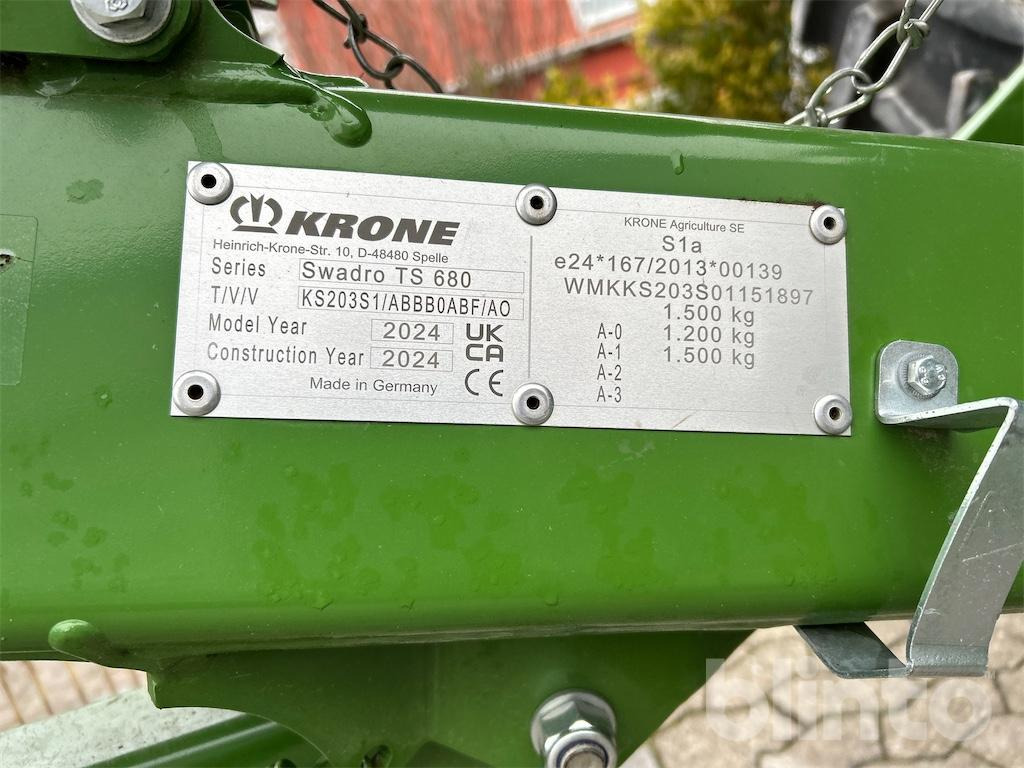 KRONE
Heinrich-Krone-Str. 10, D-48480 Spelle
Series Swadro TS 680
T/V/V KS203S1/ABBB0ABF/AO
Model Year 2024
Construction Year 2024
Made in Germany
UK
CA
CE
KRONE Agriculture SE
S1a
e24*167/2013*00139
WMKKS203S01151897
1.500 kg
A-0 1.200 kg
A-1 1.500 kg
A-2
A-3
blinto